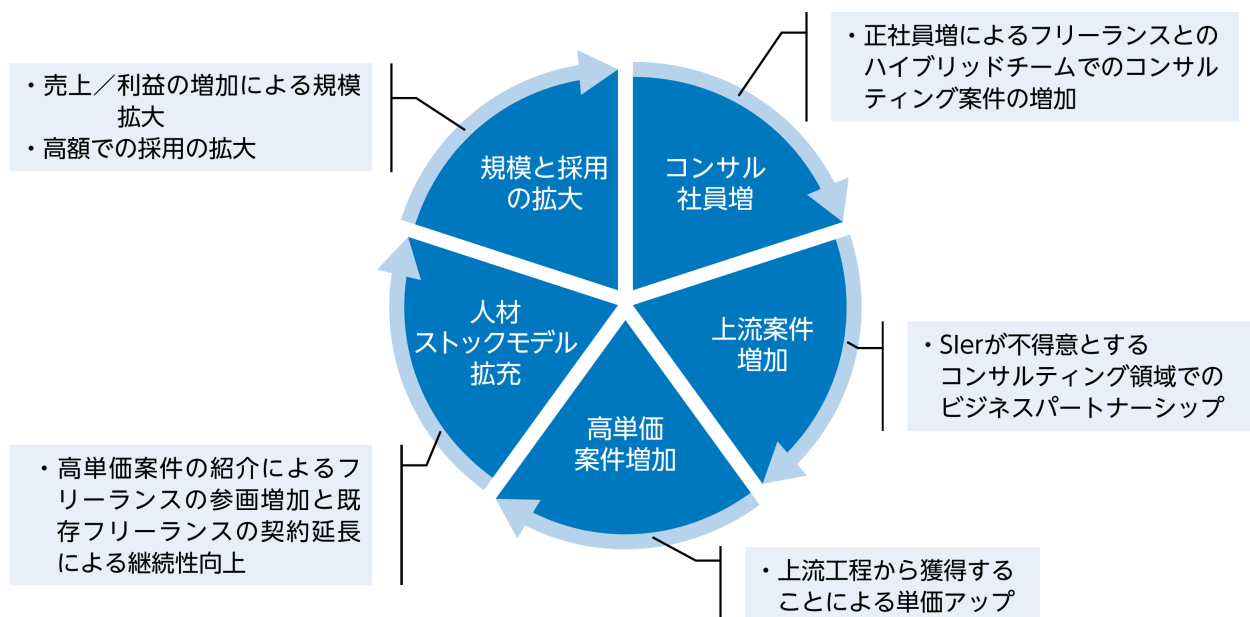 ・正社員増によるフリーランスとの
ハイブリッドチームでのコンサル
ティング案件の増加
・売上／利益の増加による規模
拡大
・高額での採用の拡大
規模と採用
の拡大
コンサル
社員増
人材
ストックモデル
拡充
上流案件
増加
・SIerが不得意とする
コンサルティング領域での
ビジネスパートナーシップ
高単価
案件増加
・高単価案件の紹介によるフ
リーランスの参画増加と既
存フリーランスの契約延長
による継続性向上
・上流工程から獲得する
ことによる単価アップ